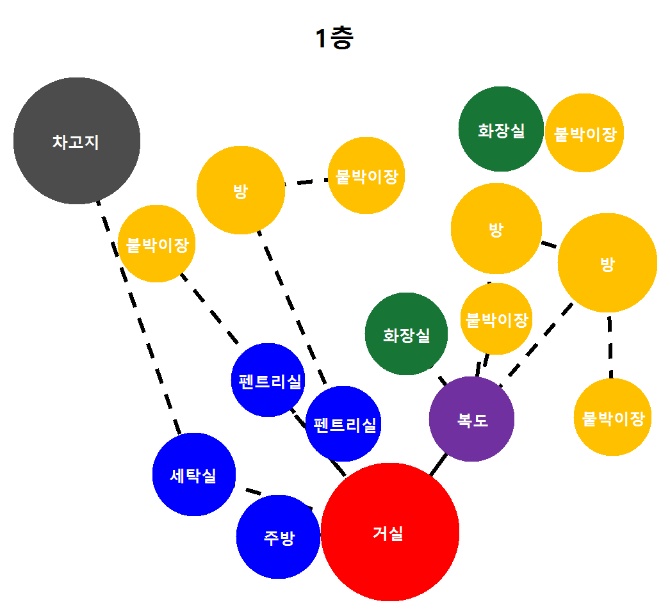 1층
차고지
화장실
붙박이장
방
붙박이장
방
붙박이장
방
붙박이장
화장실
펜트리실
펜트리실
복도
붙박이장
세탁실
주방
거실